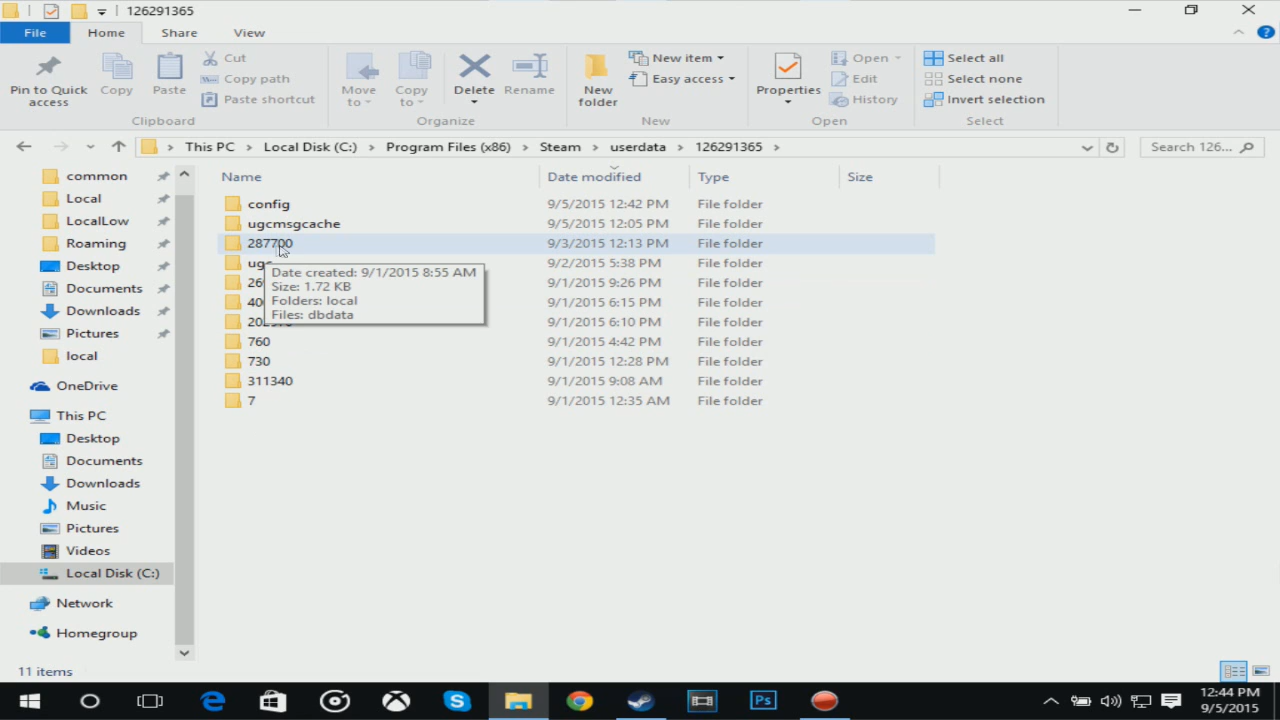 126291365
File Home Share View
Pin to Quick access
Copy
Paste
Cut
Copy path
Paste shortcut
Clipboard
Move to
Copy to
Delete
Rename
Organize
New folder
New item
Easy access
New
Properties
Open
Edit
History
Open
Select all
Select none
Invert selection
Select
This PC > Local Disk (C:) > Program Files (x86) > Steam > userdata > 126291365 >
Search 126...
common
Local
LocalLow
Roaming
Desktop
Documents
Downloads
Pictures
local
OneDrive
This PC
Desktop
Documents
Downloads
Music
Pictures
Videos
Local Disk (C:)
Network
Homegroup
Name Date modified Type Size
config 9/5/2015 12:42 PM File folder
ugcmsgcache 9/5/2015 12:05 PM File folder
287700 9/3/2015 12:13 PM File folder
9/2/2015 5:38 PM File folder
9/1/2015 9:26 PM File folder
9/1/2015 6:15 PM File folder
9/1/2015 6:10 PM File folder
760 9/1/2015 4:42 PM File folder
730 9/1/2015 12:28 PM File folder
311340 9/1/2015 9:08 AM File folder
7 9/1/2015 12:35 AM File folder
Date created: 9/1/2015 8:55 AM
Size: 1.72 KB
Folders: local
Files: dbdata
11 items
Ps
12:44 PM
9/5/2015